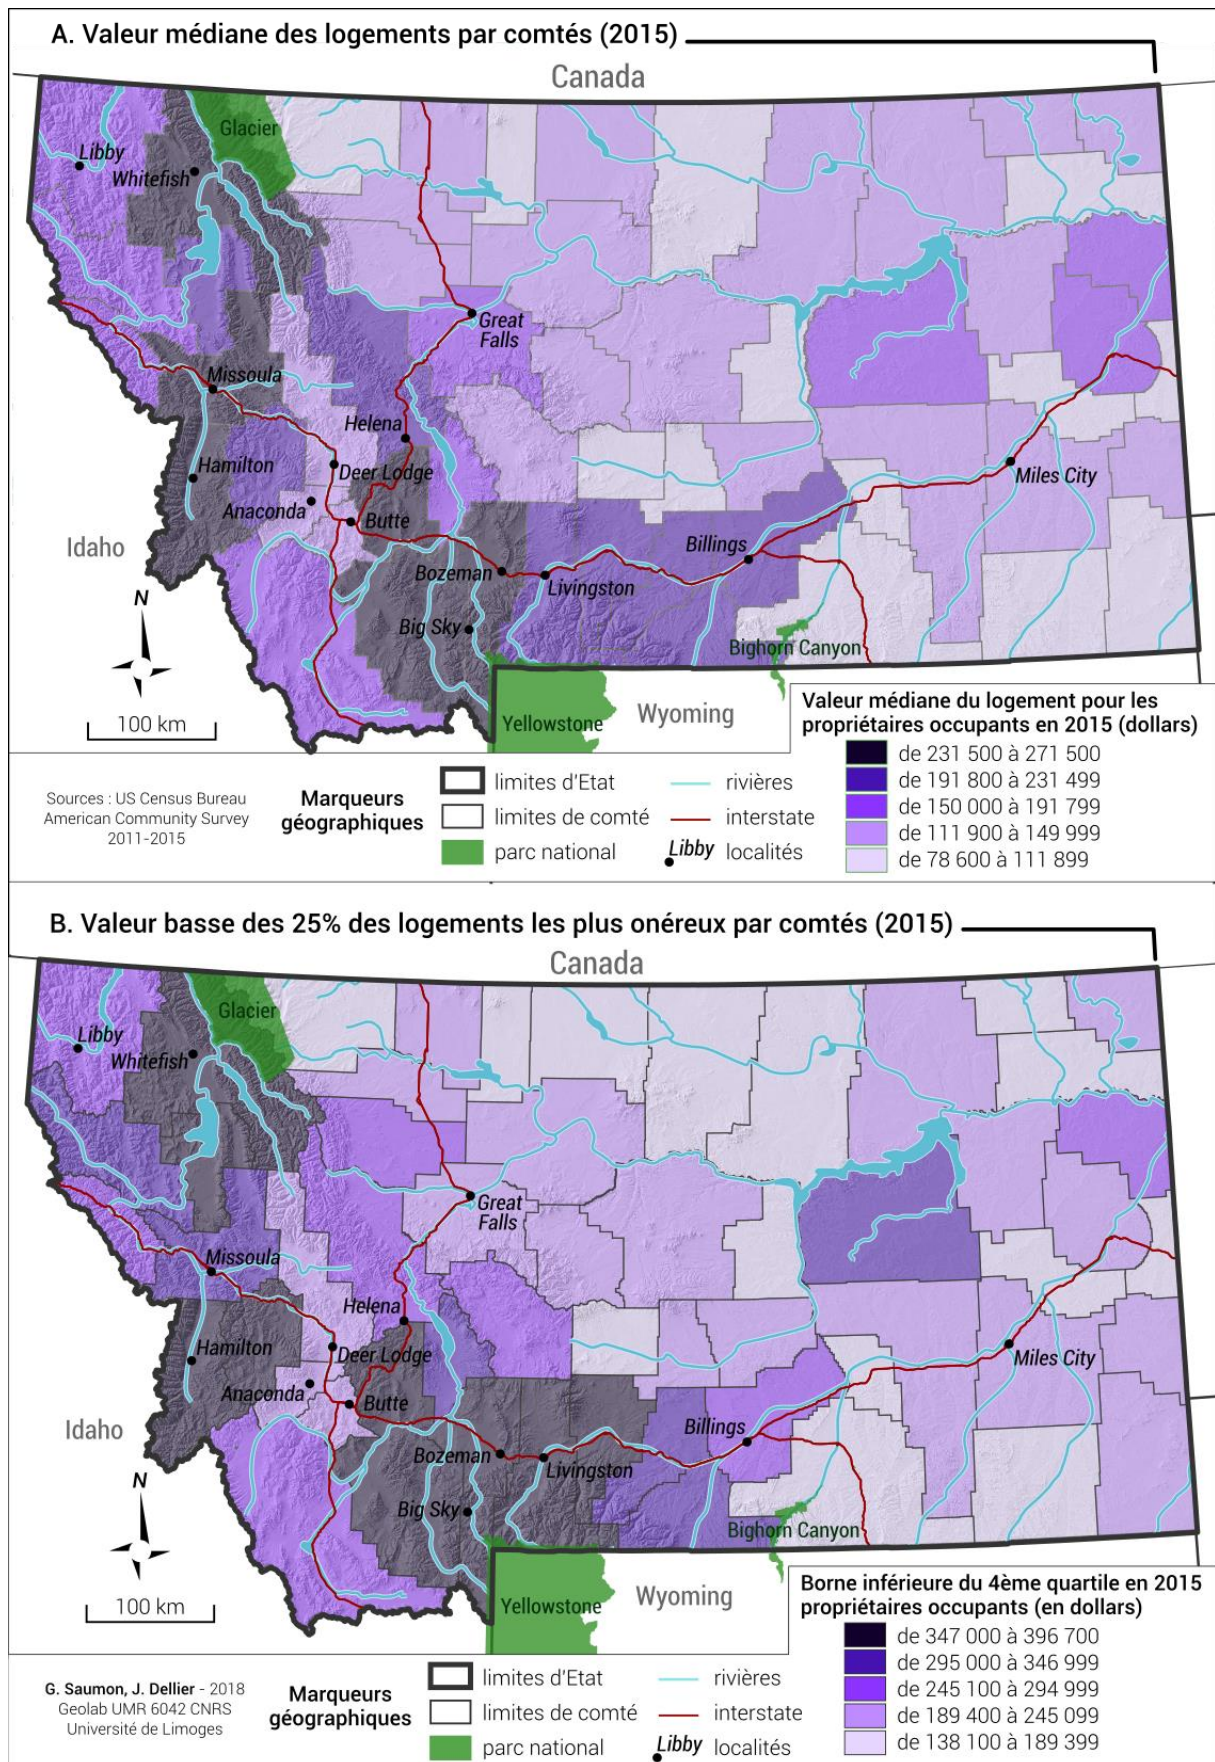 A. Valeur médiane des logements par comtés (2015)
Canada
Glacier
Libby
Whitefish
Great
Falls
Missoula
Helena
Hamilton
Deer Lodge
Miles City
Anaconda
Butte
Idaho
Billings
Bozeman
Livingston
N
Big Sky
Bighorn Canyon
100 km
Yellowstone
Wyoming
Valeur médiane du logement pour les
propriétaires occupants en 2015 (dollars)
de 231 500 à 271 500
de 191 800 à 231 499
de 150 000 à 191 799
de 111 900 à 149 999
de 78 600 à 111 899
Sources : US Census Bureau
American Community Survey
2011-2015
Marqueurs
géographiques
limites d'Etat
limites de comté
parc national
rivières
interstate
Libby localités
B. Valeur basse des 25% des logements les plus onéreux par comtés (2015)
Canada
Glacier
Libby
Whitefish
Great
Falls
Missoula
Helena
Hamilton
Deer Lodge
Miles City
Anaconda
Butte
Idaho
Billings
Bozeman
Livingston
N
Big Sky
Bighorn Canyon
100 km
Yellowstone
Wyoming
Borne inférieure du 4ème quartile en 2015
propriétaires occupants (en dollars)
de 347 000 à 396 700
de 295 000 à 346 999
de 245 100 à 294 999
de 189 400 à 245 099
de 138 100 à 189 399
G. Saumon, J. Dellier - 2018
Geolab UMR 6042 CNRS
Université de Limoges
Marqueurs
géographiques
limites d'Etat
limites de comté
parc national
rivières
interstate
Libby localités